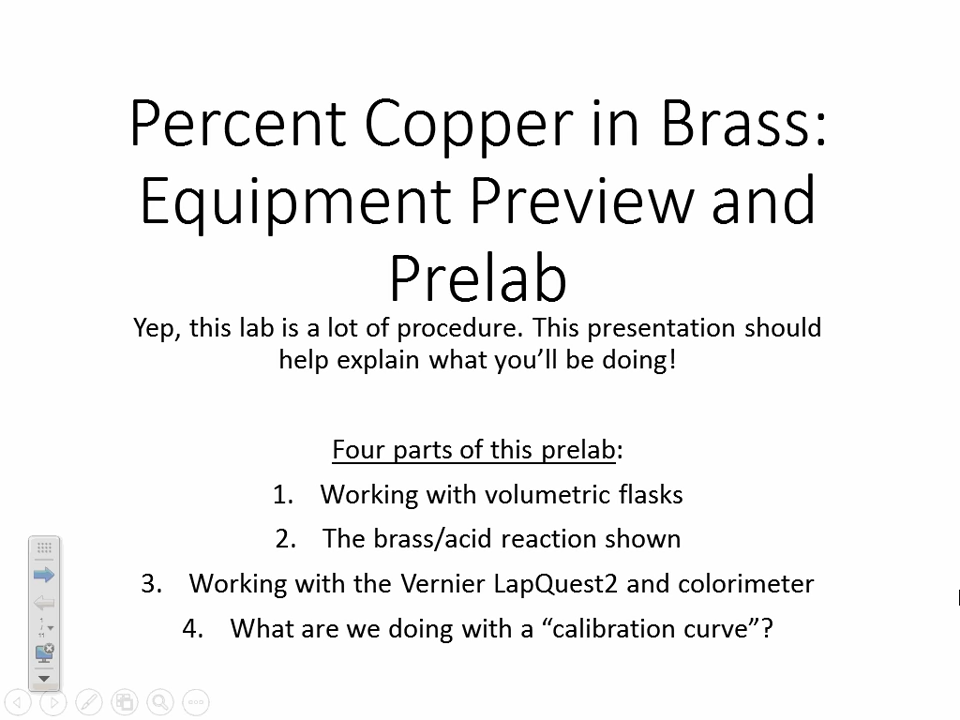 Percent Copper in Brass:
Equipment Preview and
Prelab
Yep, this lab is a lot of procedure. This presentation should
help explain what you’ll be doing!
Four parts of this prelab:
1. Working with volumetric flasks
2. The brass/acid reaction shown
3. Working with the Vernier LapQuest2 and colorimeter
4. What are we doing with a “calibration curve”?